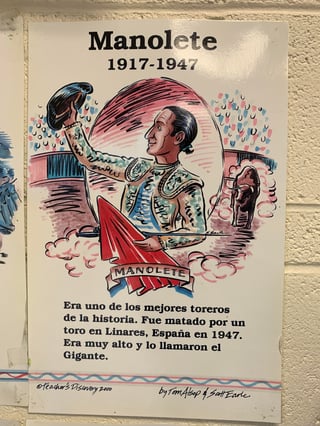 Manolete
1917-1947
MANOLETE
Era uno de los mejores toreros
de la historia. Fue matado por un
toro en Linares, España en 1947.
Era muy alto y lo llamaron el
Gigante.
©Teacher's Discovery 2000
by Tom Alsop & Scott Earle